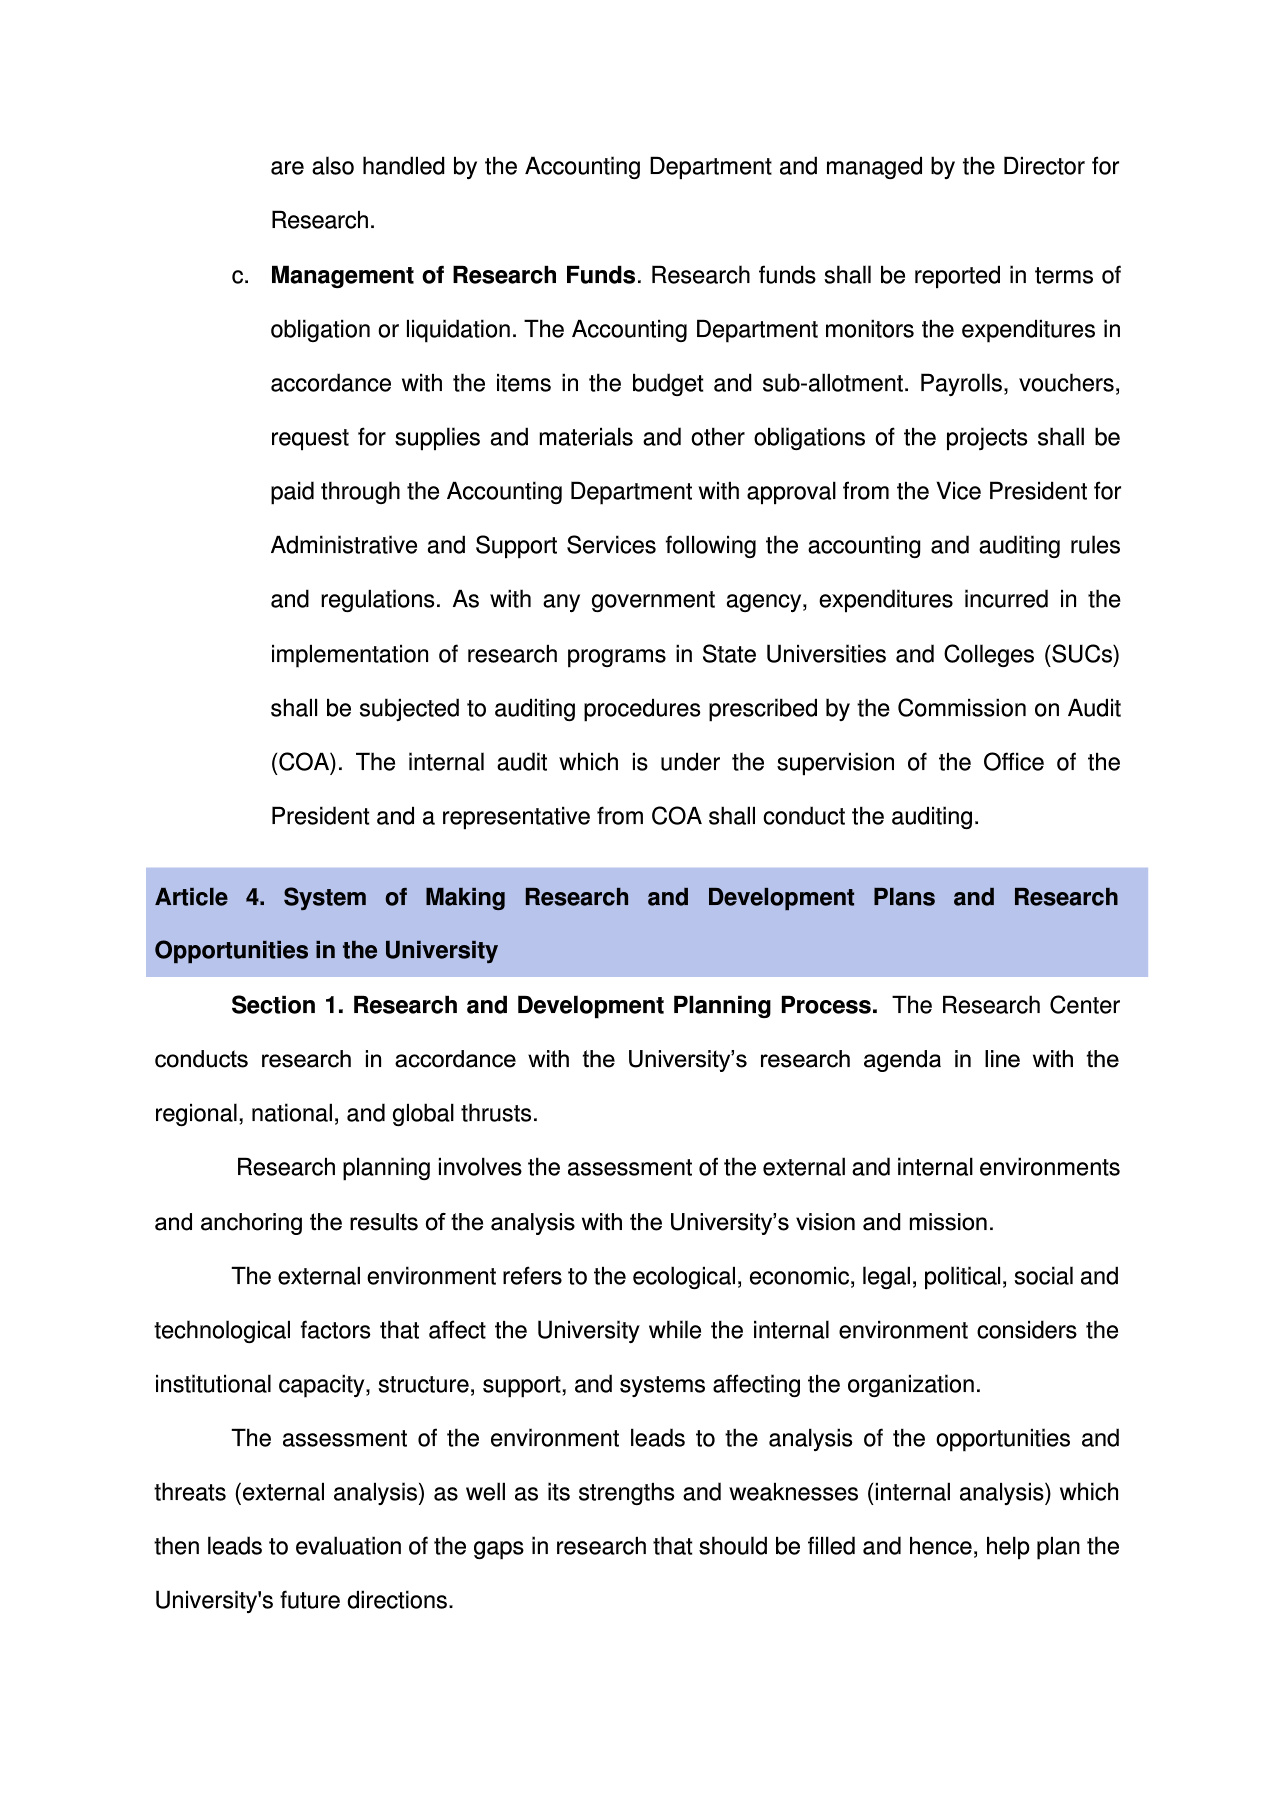 are also handled by the Accounting Department and managed by the Director for
Research.
c. Management of Research Funds. Research funds shall be reported in terms of
obligation or liquidation. The Accounting Department monitors the expenditures in
accordance with the items in the budget and sub-allotment. Payrolls, vouchers,
request for supplies and materials and other obligations of the projects shall be
paid through the Accounting Department with approval from the Vice President for
Administrative and Support Services following the accounting and auditing rules
and regulations. As with any government agency, expenditures incurred in the
implementation of research programs in State Universities and Colleges (SUCs)
shall be subjected to auditing procedures prescribed by the Commission on Audit
(COA). The internal audit which is under the supervision of the Office of the
President and a representative from COA shall conduct the auditing.
Article 4. System of Making Research and Development Plans and Research
Opportunities in the University
Section 1. Research and Development Planning Process. The Research Center
conducts research in accordance with the University’s research agenda in line with the
regional, national, and global thrusts.
Research planning involves the assessment of the external and internal environments
and anchoring the results of the analysis with the University’s vision and mission.
The external environment refers to the ecological, economic, legal, political, social and
technological factors that affect the University while the internal environment considers the
institutional capacity, structure, support, and systems affecting the organization.
The assessment of the environment leads to the analysis of the opportunities and
threats (external analysis) as well as its strengths and weaknesses (internal analysis) which
then leads to evaluation of the gaps in research that should be filled and hence, help plan the
University's future directions.